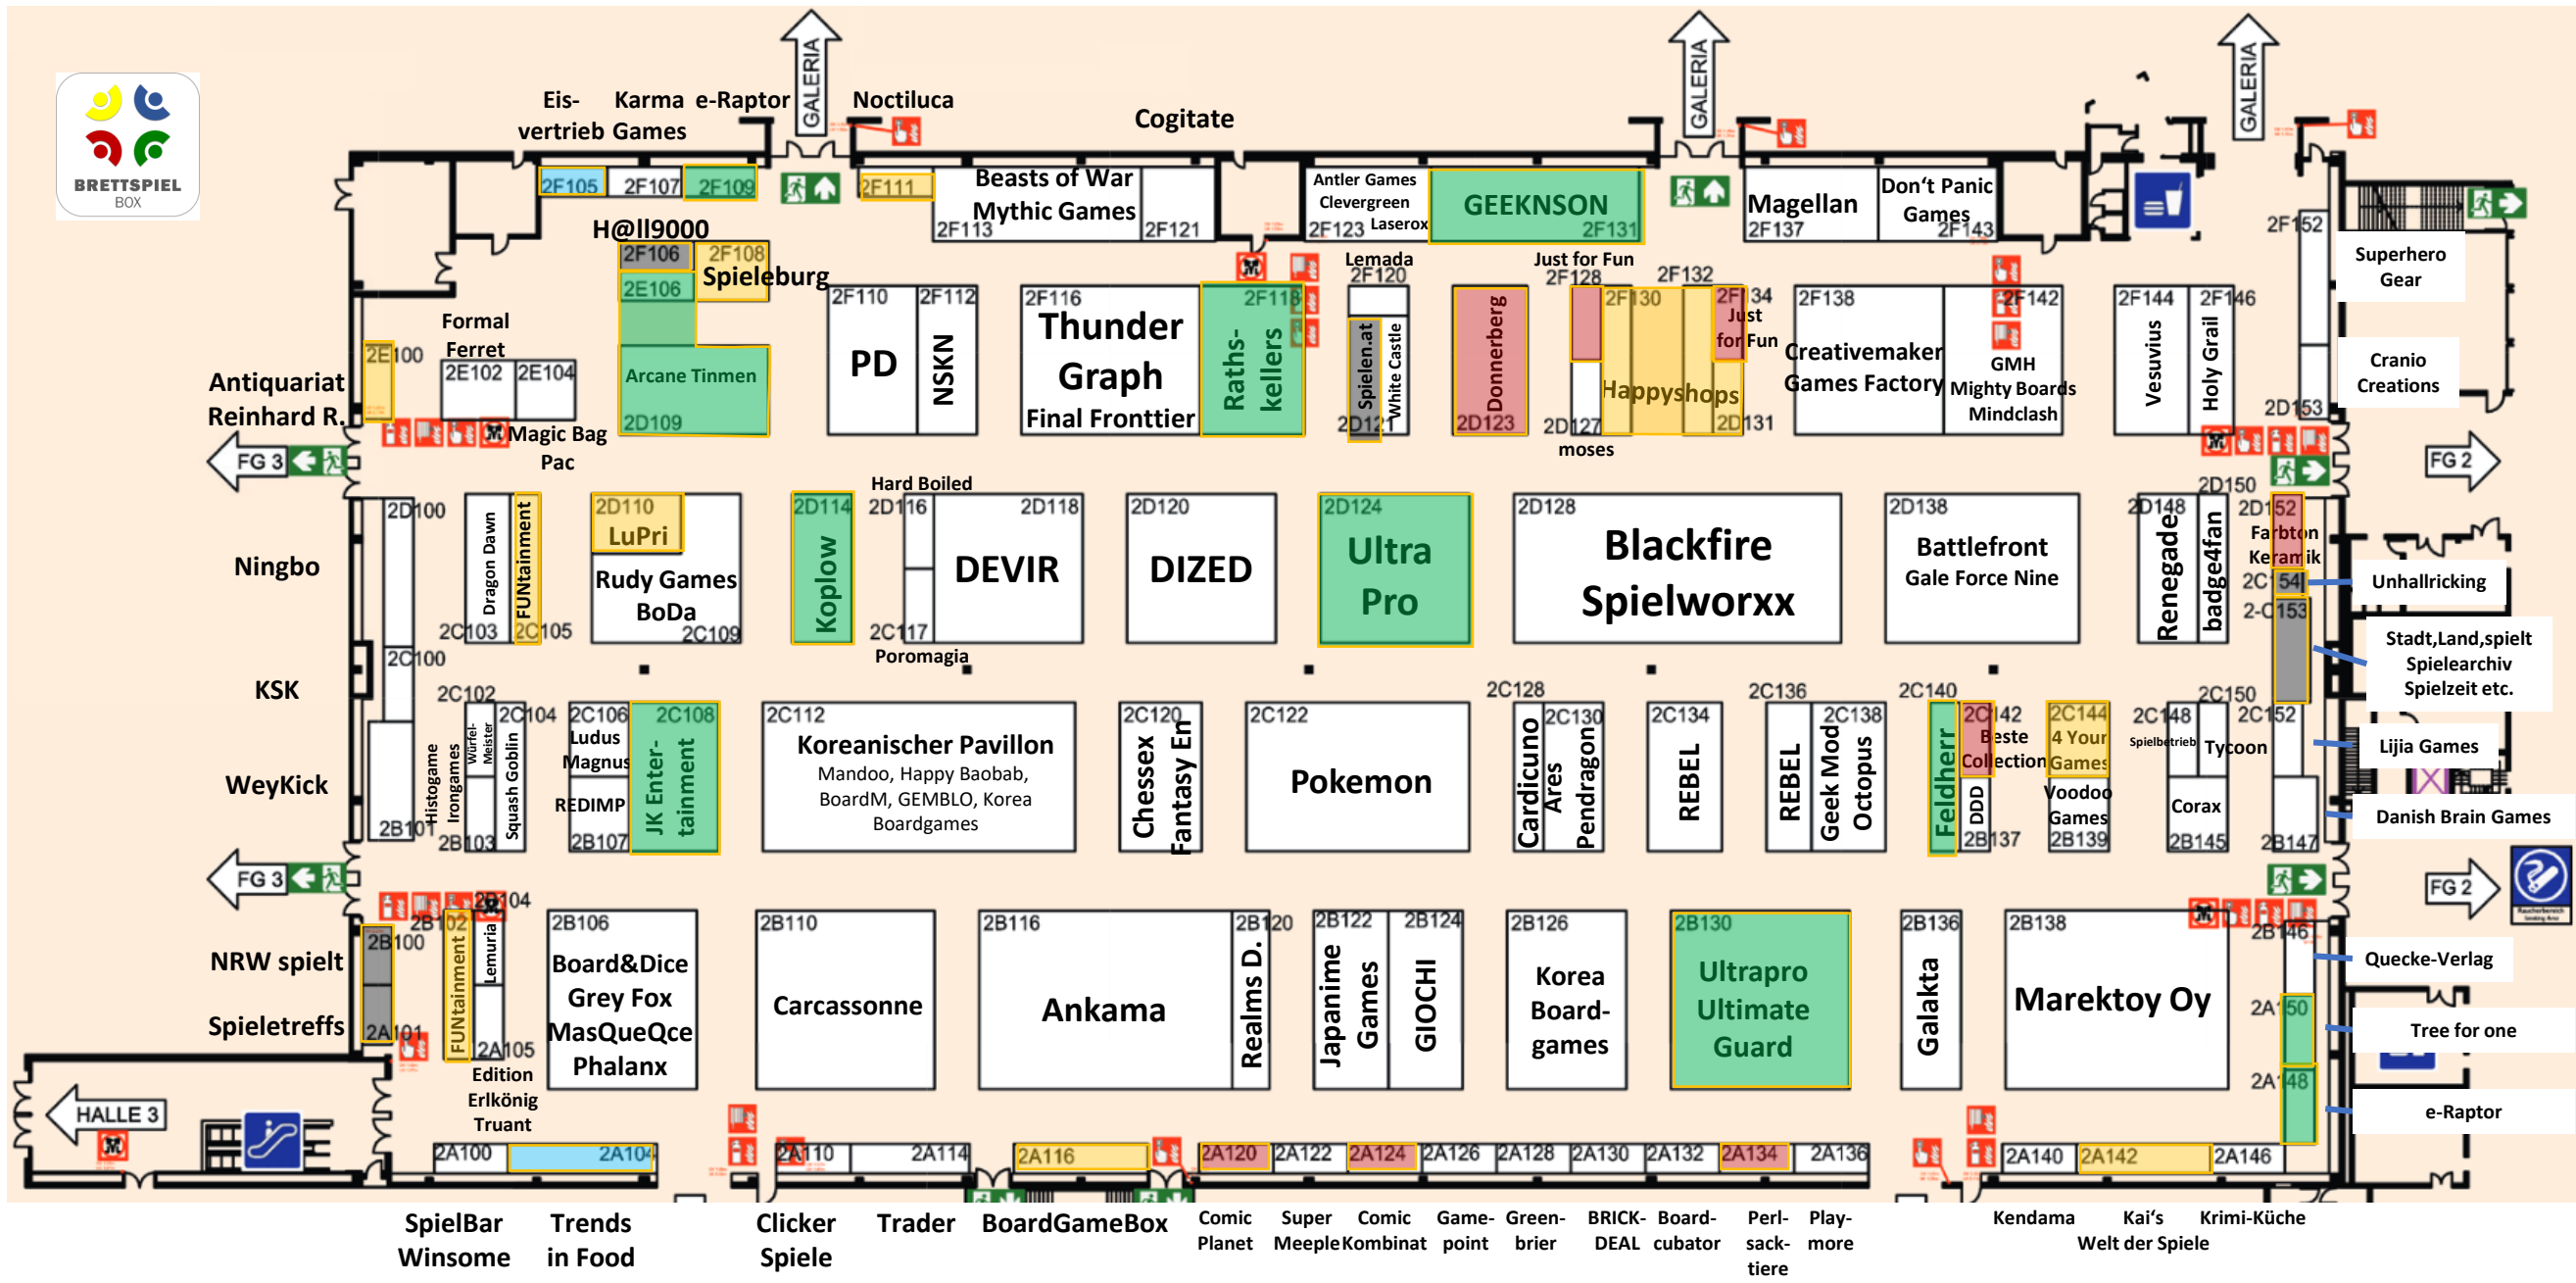 GALERIA
GALERIA
GALERIA
BRETTSPIEL
BOX
Eis-
vertrieb
Karma
Games
e-Raptor
Noctiluca
Cogitate
2F105
2F107
2F109
2F111
Beasts of War
Mythic Games
2F113
2F121
Antler Games
Clevergreen
Laserox
2F123
GEEKNSON
2F131
Magellan
2F137
Don't Panic
Games
2F143
2F152
Superhero
Gear
Cranio
Creations
2D153
H@ll9000
2F106
2F108
Spieleburg
2E106
Arcane Tinmen
2D109
Formal
Ferret
2E100
2E102
2E104
Antiquariat
Reinhard R.
Magic Bag
Pac
FG 3
2F110
2F112
PD
NSKN
2F116
Thunder
Graph
Final Fronttier
2F118
Raths-
kellers
Lemada
2F120
Spielen.at
White Castle
2D121
Donnerberg
2D123
Just for Fun
2F128
2F130
2F132
2F134
Just
for Fun
Happyshops
2D127
2D131
moses
2F138
Creativemaker
Games Factory
2F142
GMH
Mighty Boards
Mindclash
2F144
2F146
Vesuvius
Holy Grail
FG 2
2D100
Ningbo
Dragon Dawn
FUNtainment
2C103
2C105
2D110
LuPri
Rudy Games
BoDa
2C109
2D114
Koplow
Hard Boiled
2D116
2D118
DEVIR
2C117
Poromagia
2D120
DIZED
2D124
Ultra
Pro
2D128
Blackfire
Spielworxx
2D138
Battlefront
Gale Force Nine
2D148
2D150
Renegade
badge4fan
2D152
Farbton
Keramik
2C154
Unhallricking
2-C153
Stadt,Land,spielt
Spielearchiv
Spielzeit etc.
2C100
KSK
WeyKick
2B101
2C102
Histogame
Irongames
Würfel-
Meister
2C104
Squash Goblin
2B103
2C106
Ludus
Magnus
REDIMP
2B107
2C108
JK Enter-
tainment
2C112
Koreanischer Pavillon
Mandoo, Happy Baobab,
BoardM, GEMBLO, Korea
Boardgames
2C120
Chessex
Fantasy En
2C122
Pokemon
2C128
2C130
Cardicuno
Ares
Pendragon
2C134
REBEL
2C136
2C138
REBEL
Geek Mod
Octopus
2C140
Feldherr
2C142
Beste
Collection
DDD
2B137
2C144
4 Your
Games
Voodoo
Games
2B139
2C148
Spielbetrieb
2C150
Tycoon
Corax
2B145
2C152
2B147
Lijia Games
Danish Brain Games
FG 3
FG 2
Raucherbereich
Smoking Area
2B100
NRW spielt
Spieletreffs
2A101
2B102
2B104
FUNtainment
Lemuria
2A105
Edition
Erlkönig
Truant
2B106
Board&Dice
Grey Fox
MasQueQce
Phalanx
2B110
Carcassonne
2B116
Ankama
2B120
Realms D.
2B122
Japanime
Games
2B124
GIOCHI
2B126
Korea
Board-
games
2B130
Ultrapro
Ultimate
Guard
2B136
Galakta
2B138
Marektoy Oy
2B146
Quecke-Verlag
2A150
Tree for one
2A148
e-Raptor
HALLE 3
2A100
2A104
2A110
2A114
2A116
2A120
2A122
2A124
2A126
2A128
2A130
2A132
2A134
2A136
2A140
2A142
2A146
SpielBar
Winsome
Trends
in Food
Clicker
Spiele
Trader
BoardGameBox
Comic
Planet
Super
Meeple
Comic
Kombinat
Game-
point
Green-
brier
BRICK-
DEAL
Board-
cubator
Perl-
sack-
tiere
Play-
more
Kendama
Kai's
Welt der Spiele
Krimi-Küche